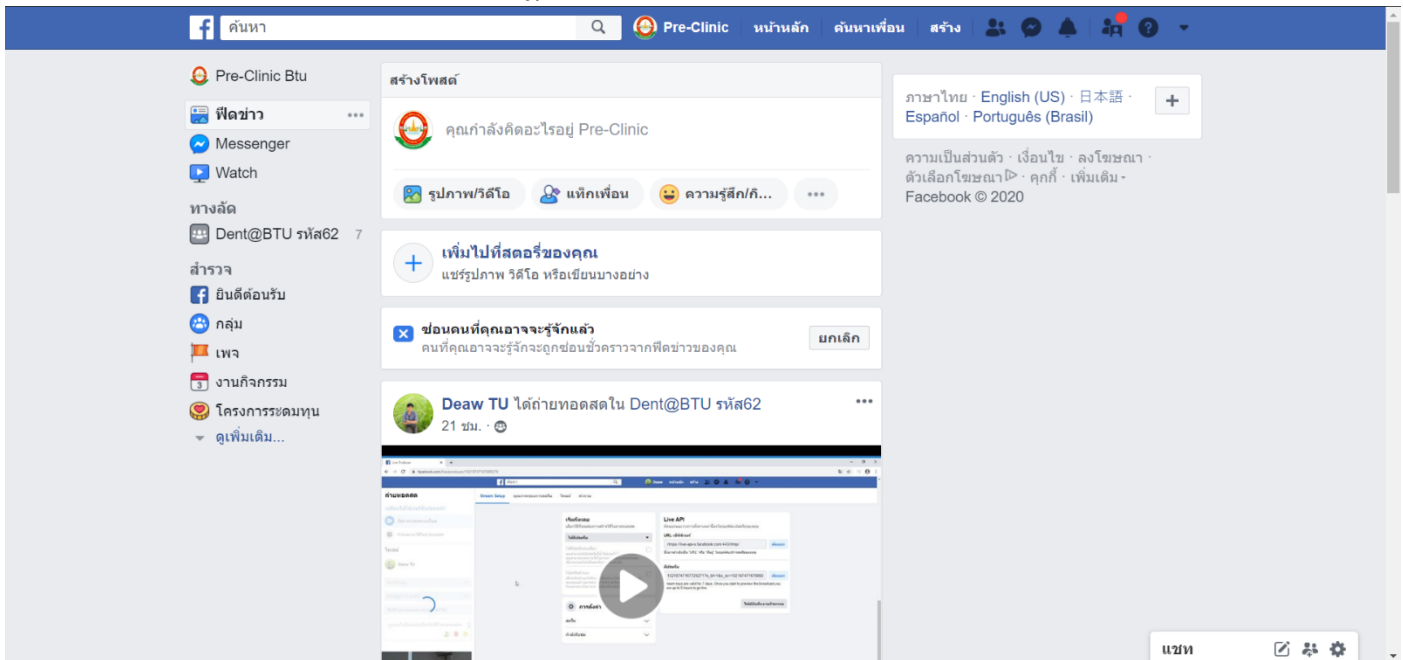 ค้นหา
Pre-Clinic
หน้าหลัก
ค้นหาเพื่อน
สร้าง
Pre-Clinic Btu
ฟีดข่าว
Messenger
Watch
ทางลัด
Dent@BTU รหัส62 7
สำรวจ
ยินดีต้อนรับ
กลุ่ม
เพจ
งานกิจกรรม
โครงการระดมทุน
ดูเพิ่มเติม...
สร้างโพสต์
คุณกำลังคิดอะไรอยู่ Pre-Clinic
รูปภาพ/วิดีโอ
แท็กเพื่อน
ความรู้สึก/กิ...
เพิ่มไปที่สตอรี่ของคุณ
แชร์รูปภาพ วิดีโอ หรือเขียนบางอย่าง
ซ่อนคนที่คุณอาจจะรู้จักแล้ว
คนที่คุณอาจจะรู้จักจะถูกซ่อนชั่วคราวจากฟีดข่าวของคุณ
ยกเลิก
Deaw TU ได้ถ่ายทอดสดใน Dent@BTU รหัส62
21 ชม.
ถ่ายทอดสด
Stream Setup
Live API
ภาษาไทย · English (US) · 日本語 ·
Español · Português (Brasil)
ความเป็นส่วนตัว · เงื่อนไข · ลงโฆษณา ·
ตัวเลือกโฆษณา · คุกกี้ · เพิ่มเติม
Facebook © 2020
แชท